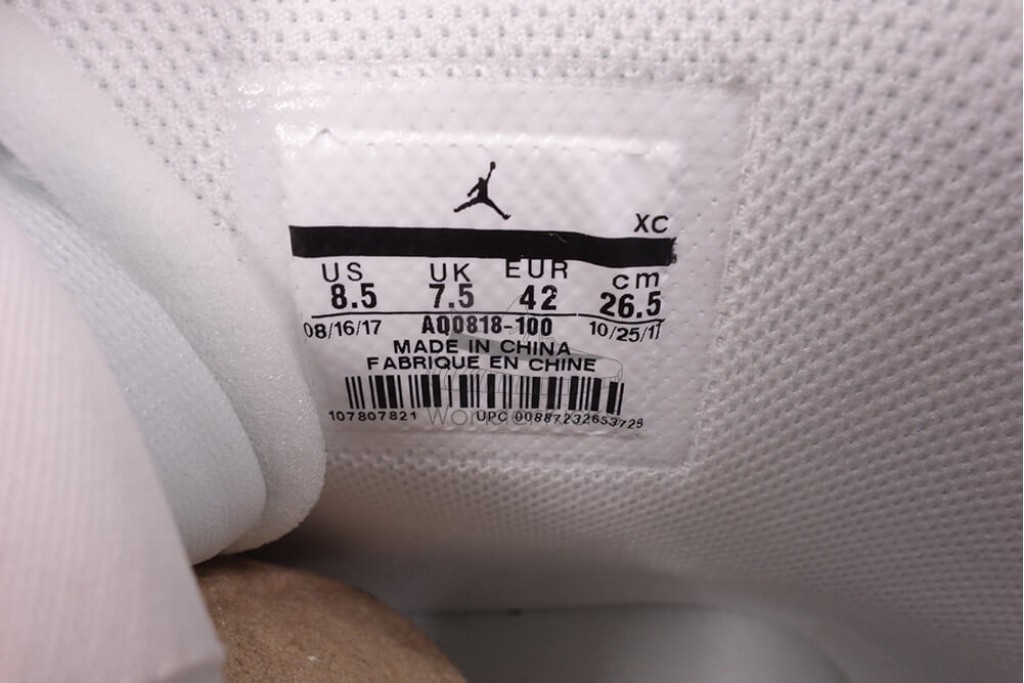 XC
US UK EUR cm
8.5 7.5 42 26.5
08/16/17 AQ0818-100 10/25/17
MADE IN CHINA
FABRIQUE EN CHINE
107807821 UPC 00887232653729